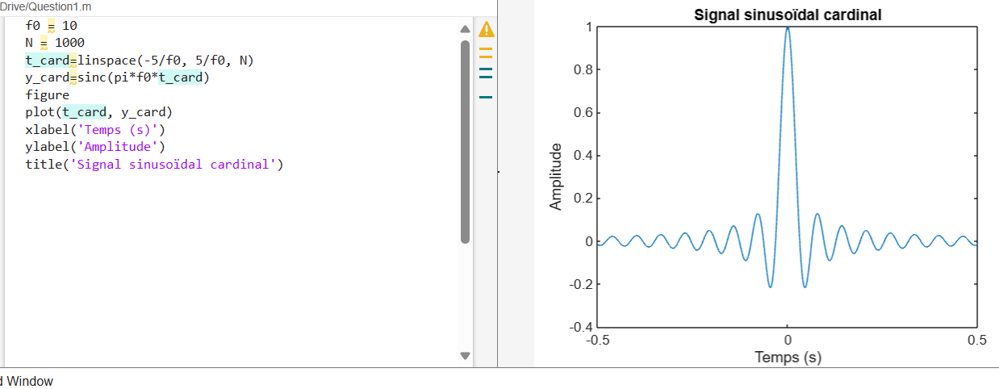 Drive/Question1.m
f0 = 10
N = 1000
t_card=linspace(-5/f0, 5/f0, N)
y_card=sinc(pi*f0*t_card)
figure
plot(t_card, y_card)
xlabel('Temps (s)')
ylabel('Amplitude')
title('Signal sinusoïdal cardinal')
Signal sinusoïdal cardinal
Amplitude
1
0.8
0.6
0.4
0.2
0
-0.2
-0.4
-0.5 0 0.5
Temps (s)
d Window